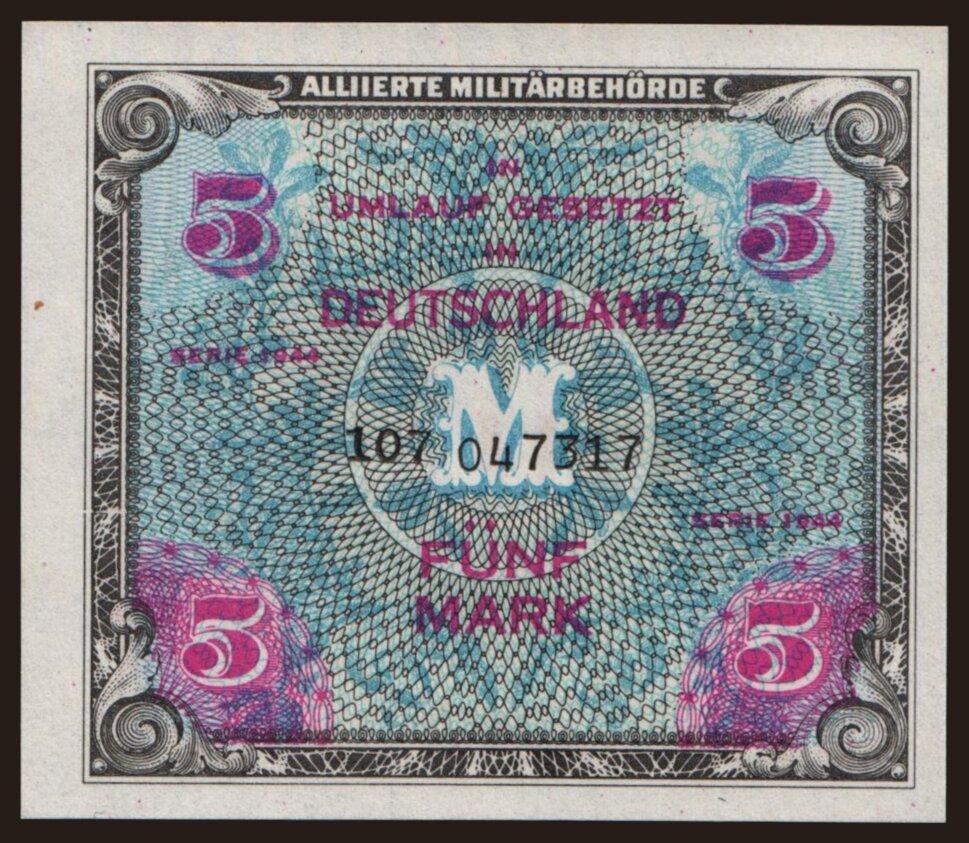 ALLIIERTE MILITÄRBEHÖRDE
5 5
IN
UMLAUF GESETZT
IN
DEUTSCHLAND
SERIE 1944
M
107 047317
SERIE 1944
FÜNF
MARK
5 5